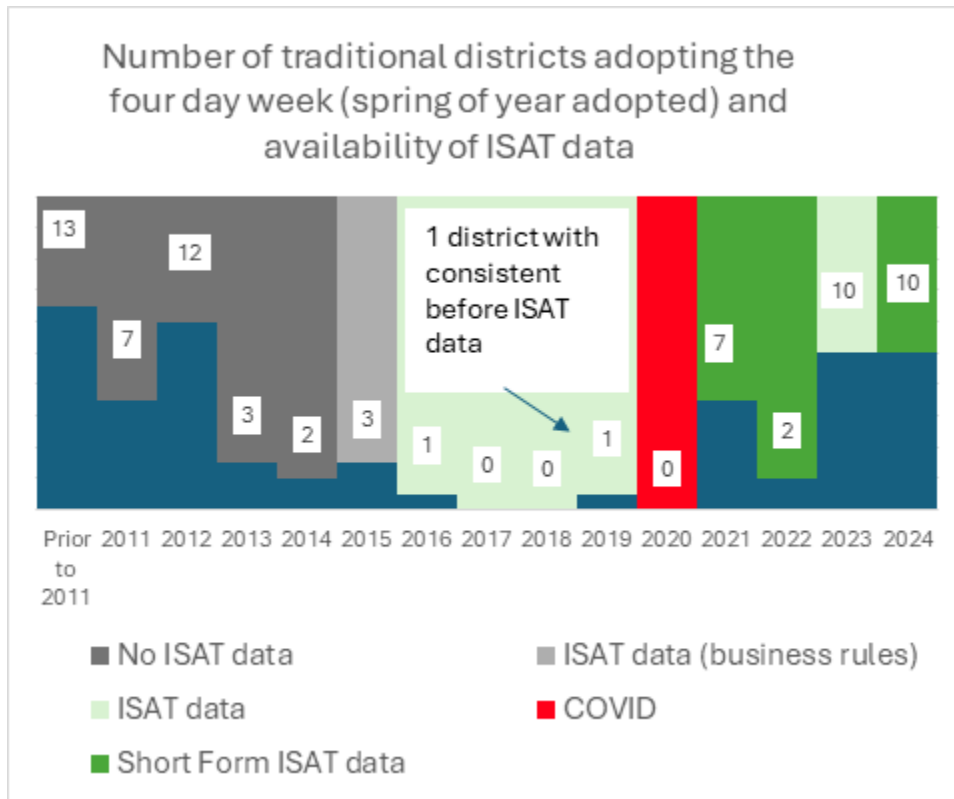 Number of traditional districts adopting the
four day week (spring of year adopted) and
availability of ISAT data
13
7
12
3
2
3
1 district with
consistent
before ISAT
data
1
0
0
1
0
7
2
10
10
Prior to 2011
2011
2012
2013
2014
2015
2016
2017
2018
2019
2020
2021
2022
2023
2024
No ISAT data
ISAT data (business rules)
ISAT data
COVID
Short Form ISAT data